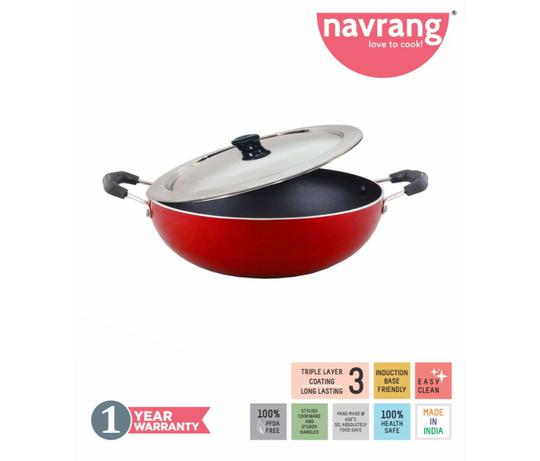 navrang®
love to cook!
TRIPLE LAYER
COATING
LONG LASTING
3
INDUCTION
BASE
FRIENDLY
EASY
CLEAN
1 YEAR
WARRANTY
100%
PFOA
FREE
STYLISH
COOKWARE
AND
STURDY
HANDLES
PANS MADE @
400°C
SO, ABSOLUTELY
FOOD SAFE
100%
HEALTH
SAFE
MADE
IN
INDIA